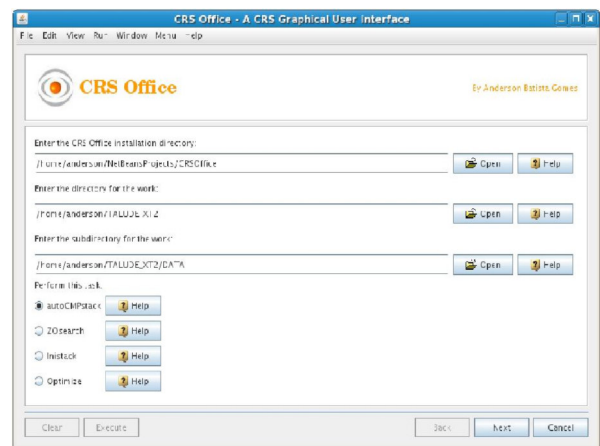 CRS Office - A CRS Graphical User Interface
File Edit View Run Window Menu Help
CRS Office
By Anderson Batista Gomes
Enter the CRS Office installation directory:
/home/anderson/NetBeansProjects/CRSOffice Open Help
Enter the directory for the work:
/home/anderson/TALUDE_XT2 Open Help
Enter the subdirectory for the work:
/home/anderson/TALUDE_XT2/DATA Open Help
Perform this task:
autoCMPstack Help
ZOsearch Help
Inistack Help
Optimize Help
Clear Execute Back Next Cancel